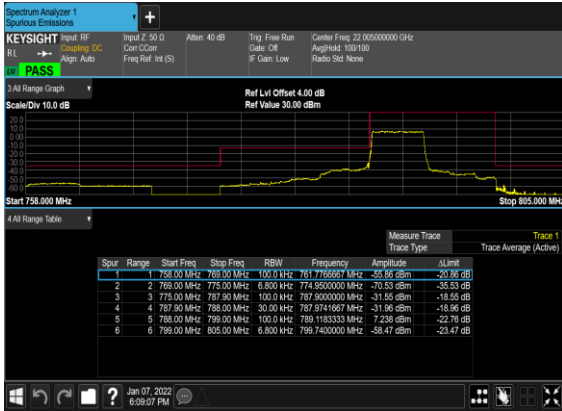 Spectrum Analyzer 1
Spurious Emissions
KEYSIGHT Input: RF Input Z: 50 Ω Atten: 40 dB Trig: Free Run Center Freq: 22.005000000 GHz
RL Coupling: DC Corr CCorr Gate: Off Avg|Hold: 100/100
Align: Auto Freq Ref: Int (S) IF Gain: Low Radio Std: None
PASS
3 All Range Graph Ref Lvl Offset 4.00 dB
Scale/Div 10.0 dB Ref Value 30.00 dBm
20.0
10.0
0.00
-10.0
-20.0
-30.0
-40.0
-50.0
-60.0
Start 758.000 MHz Stop 805.000 MHz
4 All Range Table
Measure Trace Trace 1
Trace Type Trace Average (Active)
Spur Range Start Freq Stop Freq RBW Frequency Amplitude ΔLimit
1 1 758.00 MHz 769.00 MHz 100.0 kHz 761.7766667 MHz -55.86 dBm -20.86 dB
2 2 769.00 MHz 775.00 MHz 6.800 kHz 774.9500000 MHz -70.53 dBm -35.53 dB
3 3 775.00 MHz 787.90 MHz 100.0 kHz 787.9000000 MHz -31.55 dBm -18.55 dB
4 4 787.90 MHz 788.00 MHz 30.00 kHz 787.9741667 MHz -31.96 dBm -18.96 dB
5 5 788.00 MHz 799.00 MHz 100.0 kHz 789.1183333 MHz 7.238 dBm -22.76 dB
6 6 799.00 MHz 805.00 MHz 6.800 kHz 799.7400000 MHz -58.47 dBm -23.47 dB
? Jan 07, 2022
6:09:07 PM